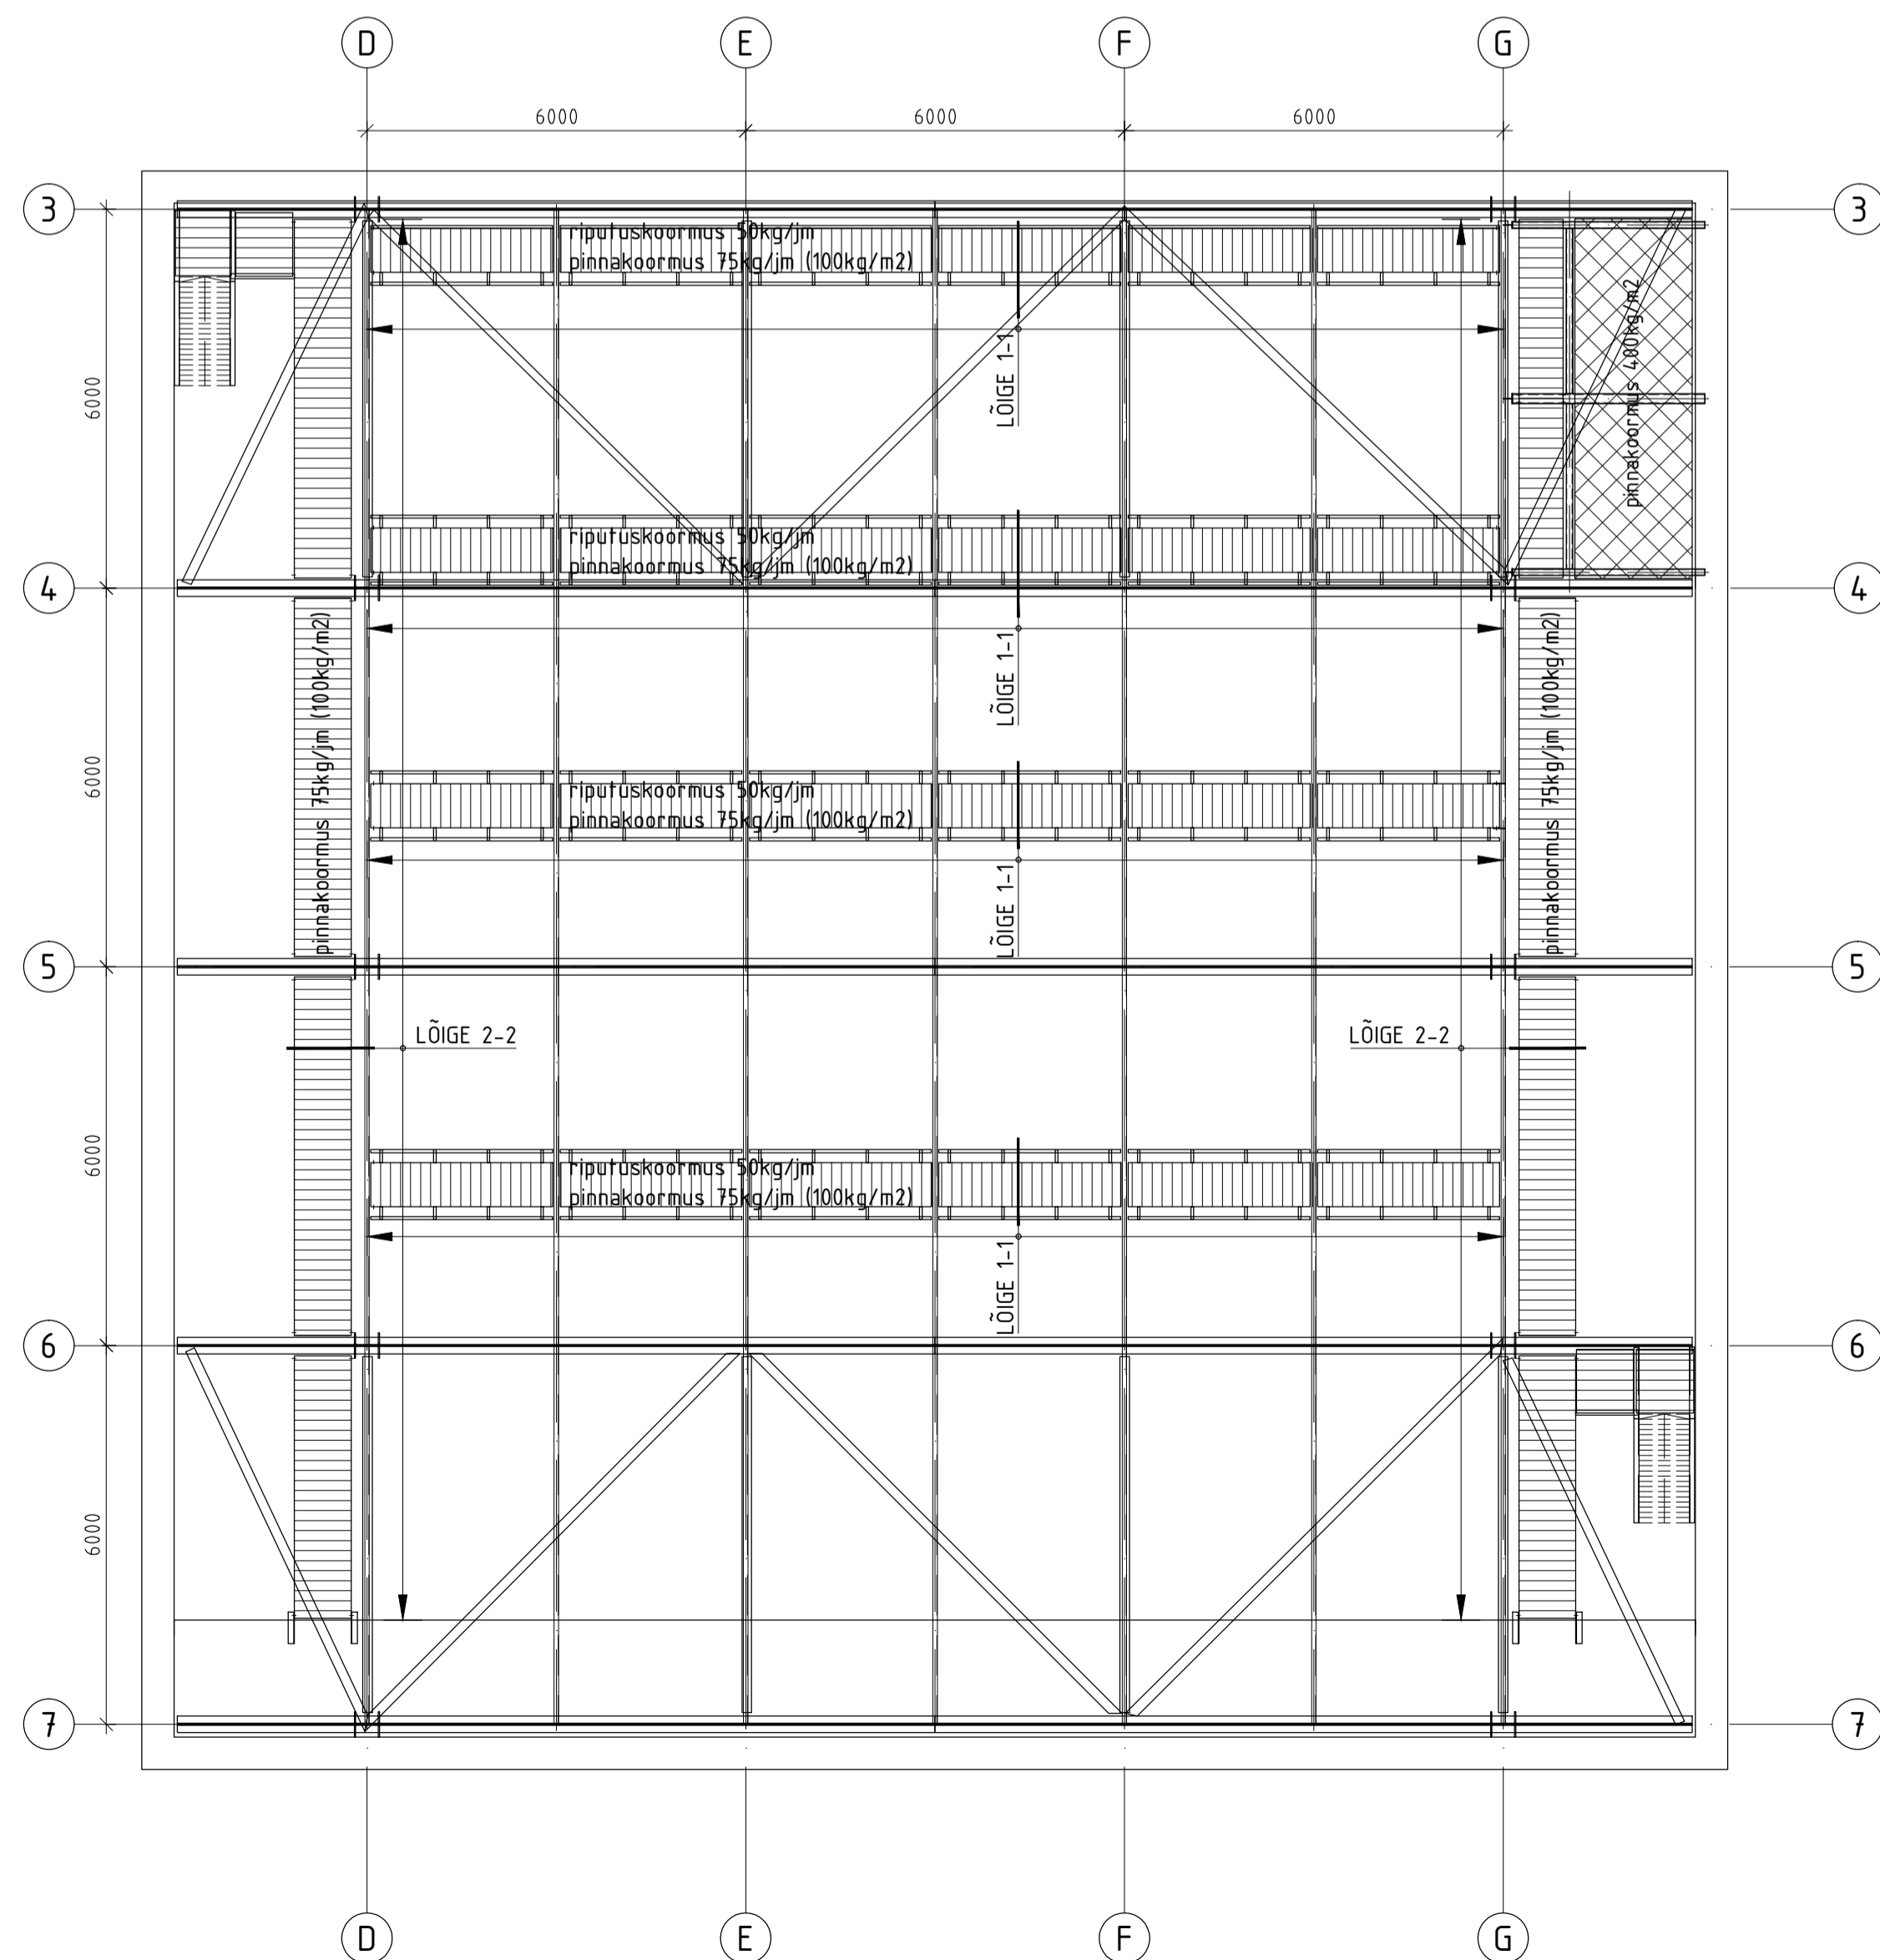 D E F G
6000 6000 6000
3 3
riputuskoormus 50kg/jm
pinnakoormus 75kg/jm (100kg/m2)
6000
LÕIGE 1-1
pinnakoormus 400kg/m2
riputuskoormus 50kg/jm
pinnakoormus 75kg/jm (100kg/m2)
4 4
LÕIGE 1-1
pinnakoormus 75kg/jm (100kg/m2)
pinnakoormus 75kg/jm (100kg/m2)
6000
riputuskoormus 50kg/jm
pinnakoormus 75kg/jm (100kg/m2)
LÕIGE 1-1
5 5
LÕIGE 2-2
LÕIGE 2-2
6000
riputuskoormus 50kg/jm
pinnakoormus 75kg/jm (100kg/m2)
LÕIGE 1-1
6 6
6000
7 7
D E F G